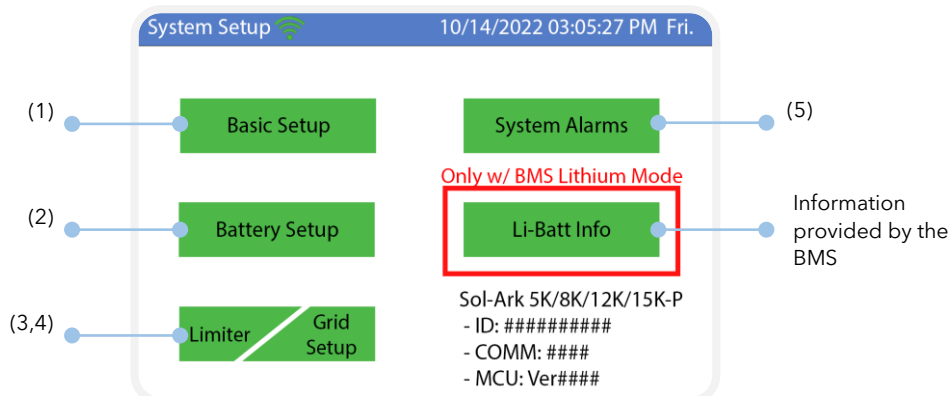 System Setup
10/14/2022 03:05:27 PM Fri.
(1)
Basic Setup
System Alarms
(5)
Only w/ BMS Lithium Mode
(2)
Battery Setup
Li-Batt Info
Information
provided by the
BMS
(3,4)
Limiter
Grid
Setup
Sol-Ark 5K/8K/12K/15K-P
- ID: ##########
- COMM: ####
- MCU: Ver####